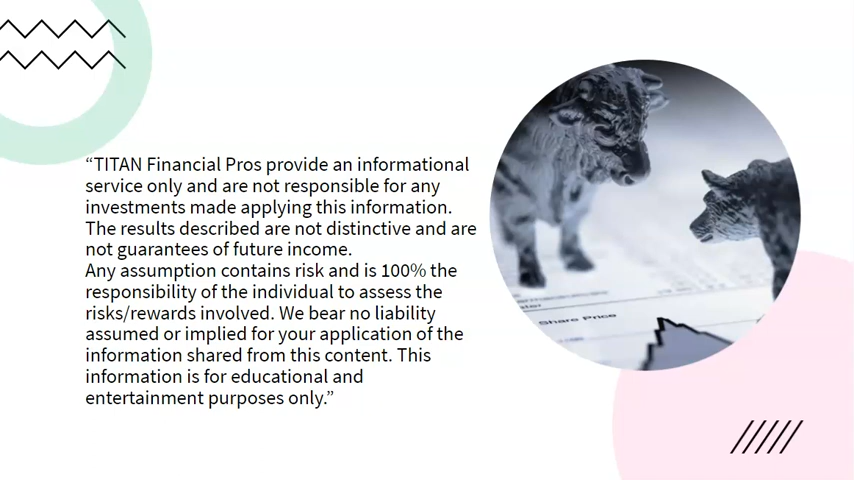 “TITAN Financial Pros provide an informational
service only and are not responsible for any
investments made applying this information.
The results described are not distinctive and are
not guarantees of future income.
Any assumption contains risk and is 100% the
responsibility of the individual to assess the
risks/rewards involved. We bear no liability
assumed or implied for your application of the
information shared from this content. This
information is for educational and
entertainment purposes only.”
Share Price